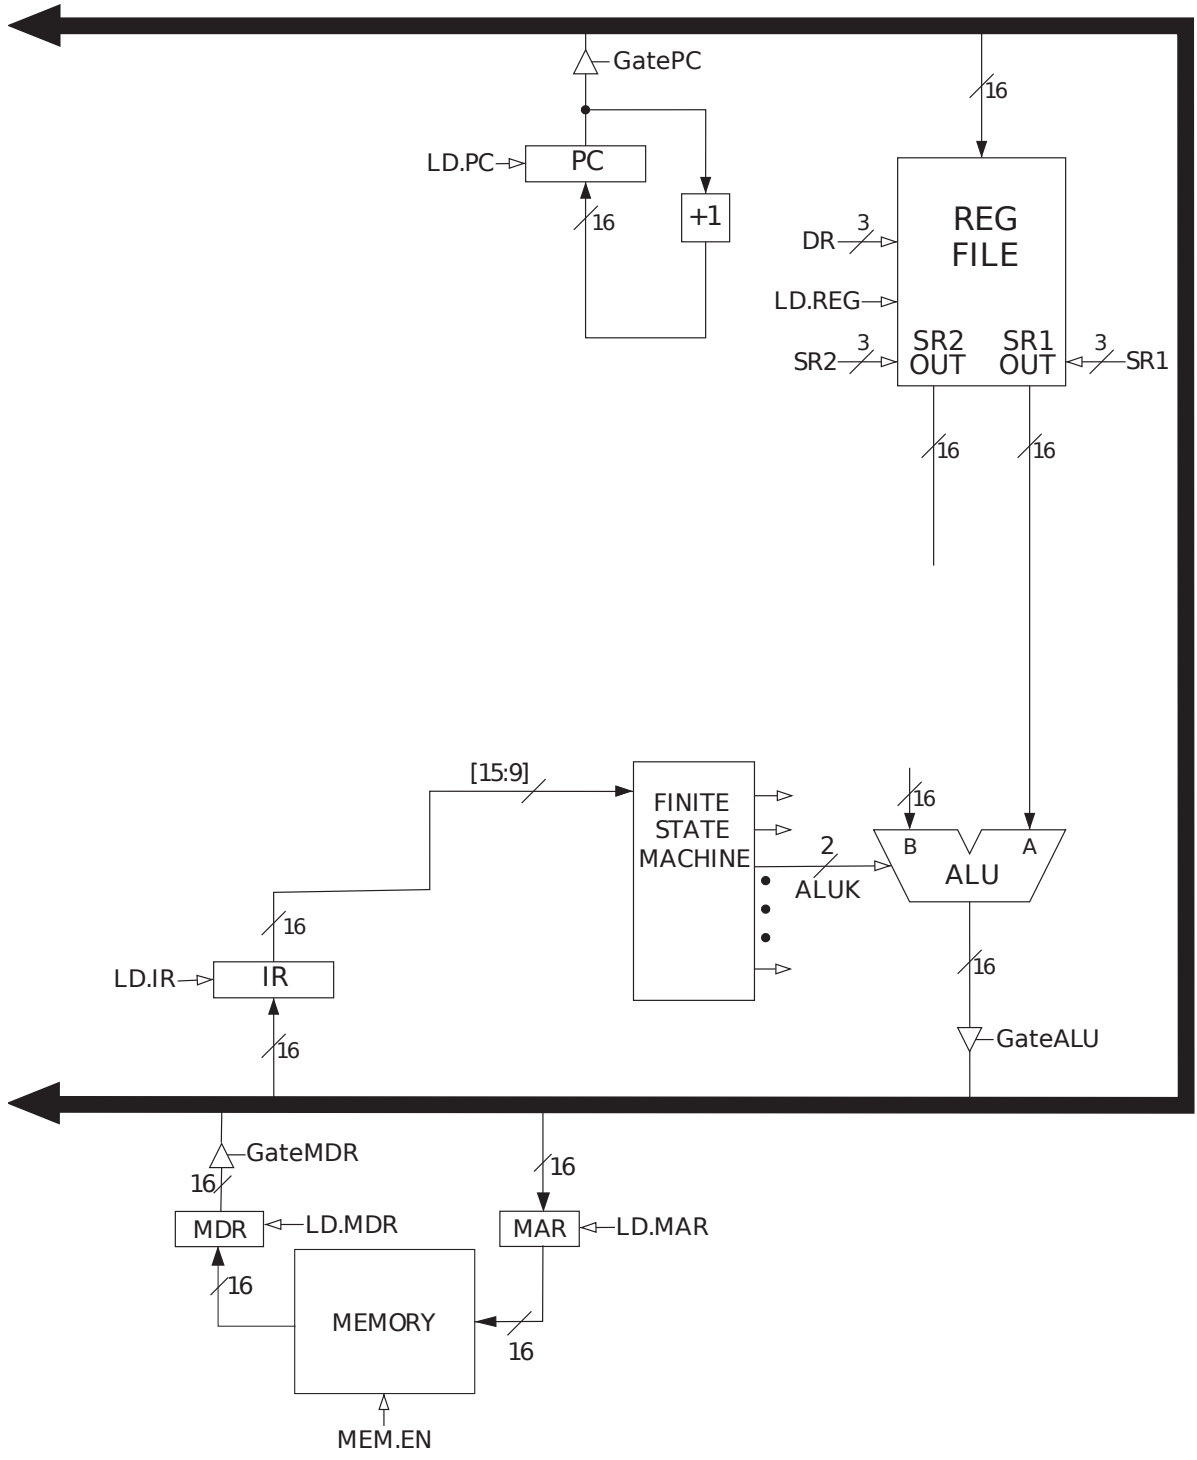 GatePC
16
LD.PC
PC
16
+1
REG
FILE
DR
3
LD.REG
SR2
3
SR2
OUT
SR1
OUT
3
SR1
16
16
[15:9]
FINITE
STATE
MACHINE
2
ALUK
16
B
A
ALU
16
16
LD.IR
IR
16
GateALU
GateMDR
16
16
MDR
LD.MDR
MAR
LD.MAR
16
MEMORY
16
MEM.EN